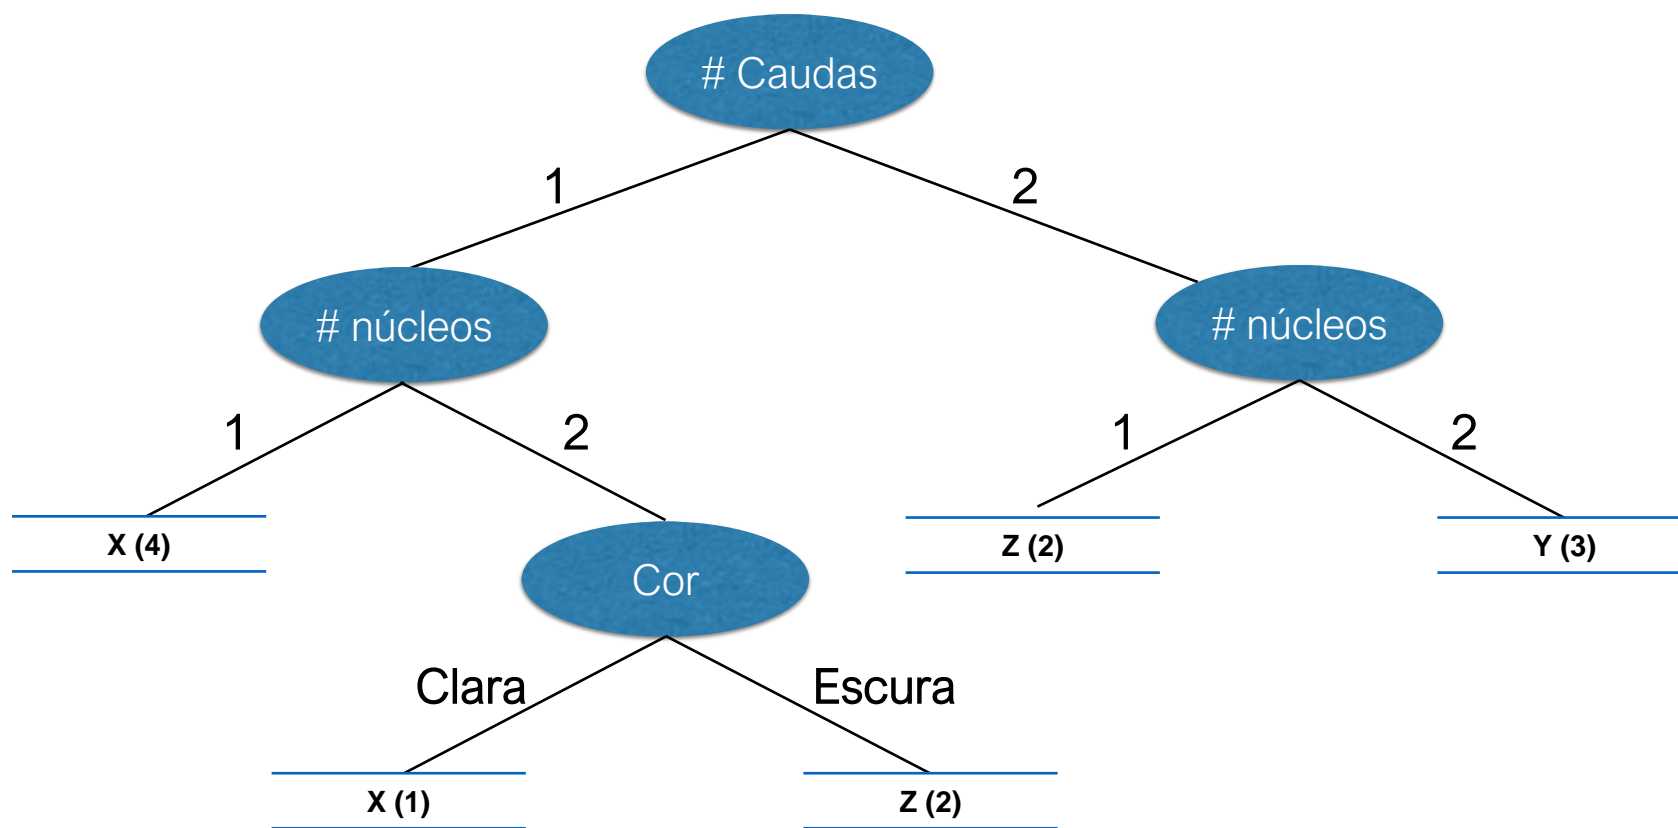 # Caudas
1
2
# núcleos
# núcleos
1
2
1
2
X (4)
Z (2)
Y (3)
Cor
Clara
Escura
X (1)
Z (2)